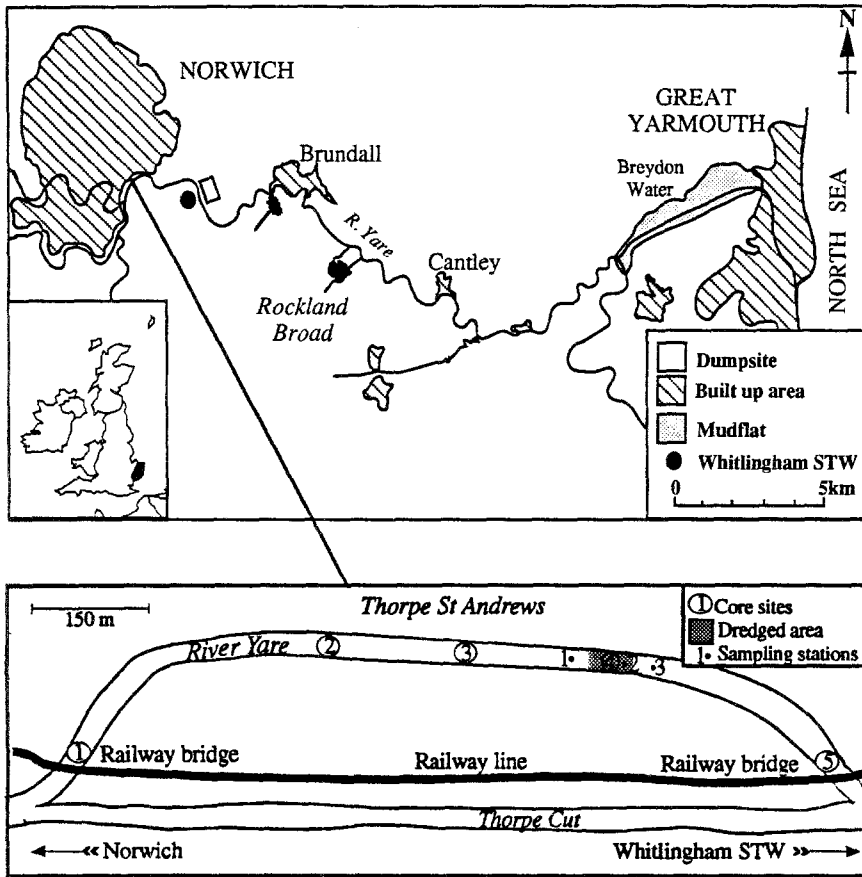 N
NORWICH
GREAT
YARMOUTH
Breydon
Water
Brundall
R. Yare
NORTH SEA
Cantley
Rockland
Broad
Dumpsite
Built up area
Mudflat
Whitlingham STW
0 5km
Thorpe St Andrews
150 m
1 Core sites
Dredged area
1 Sampling stations
River Yare
2
3
1
3
1
Railway bridge
Railway line
Railway bridge
5
Thorpe Cut
Norwich
Whitlingham STW